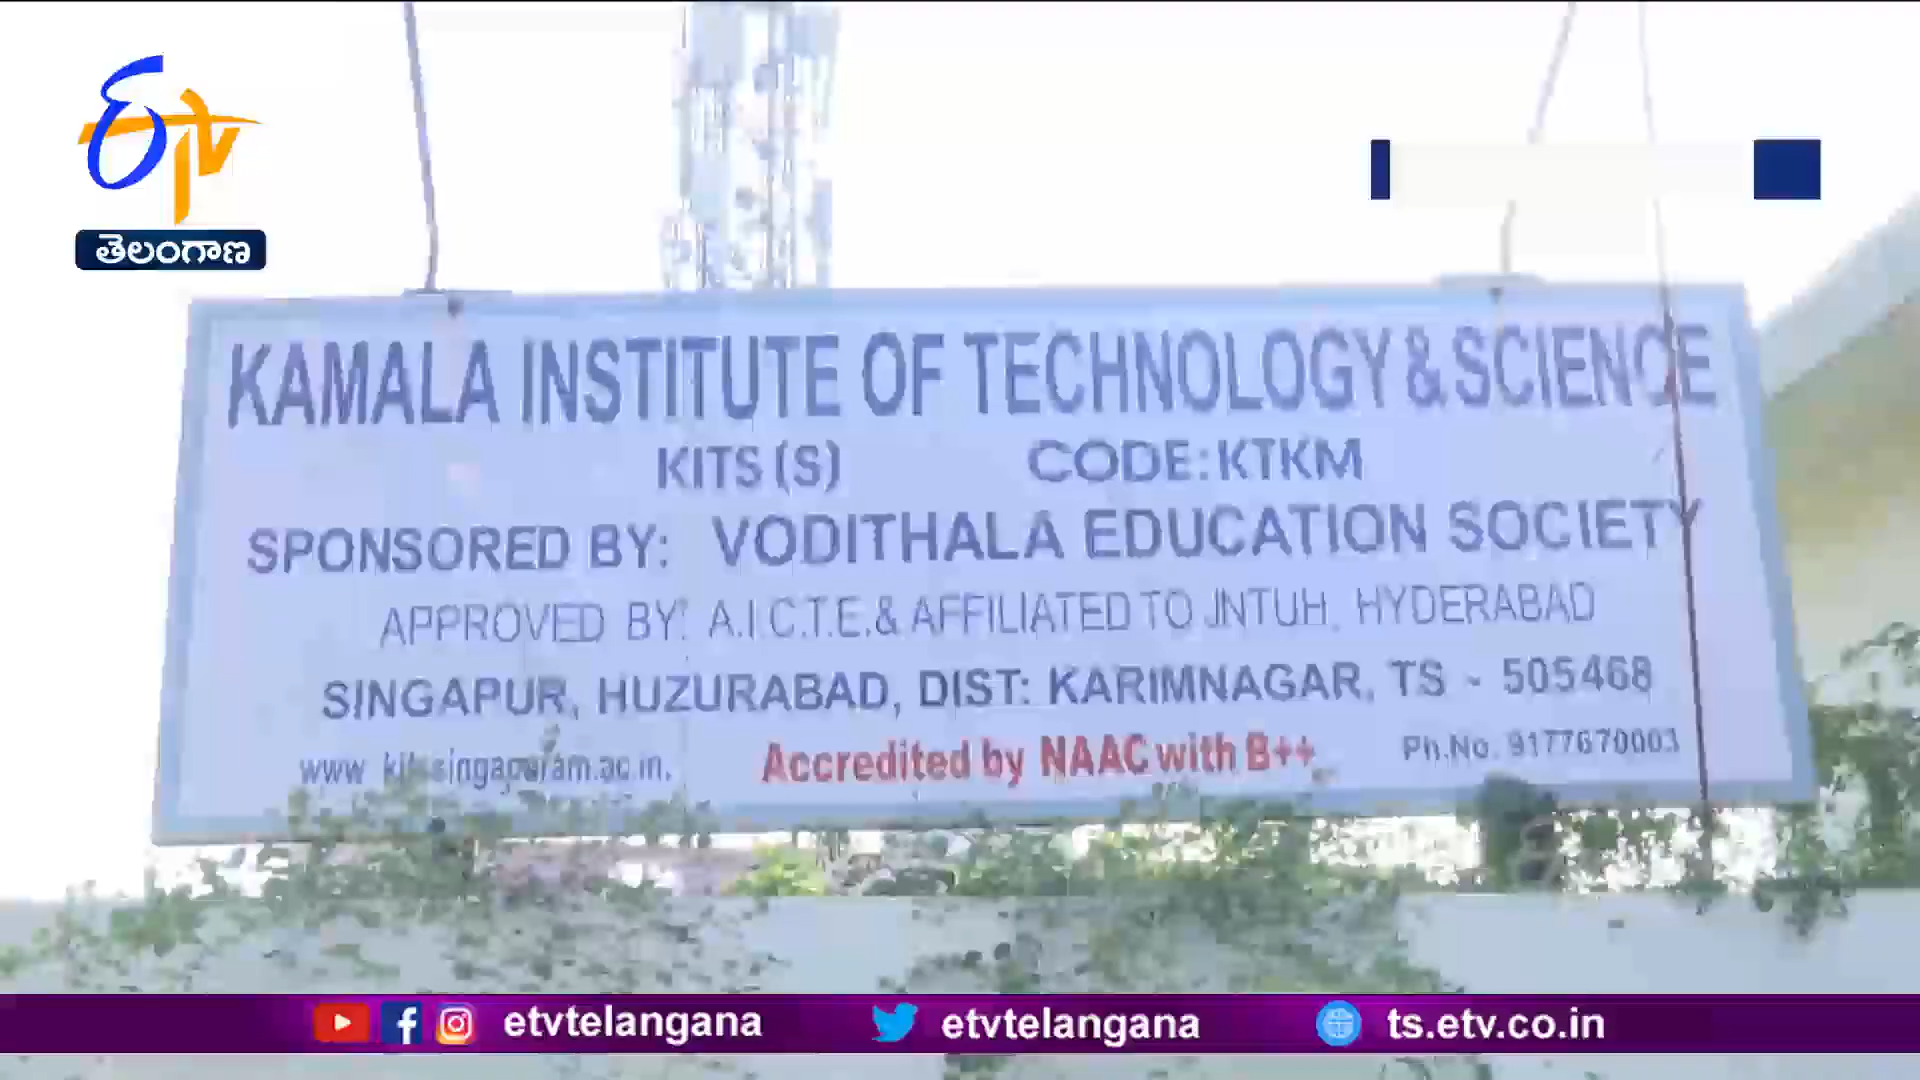 ETV
తెలంగాణ
KAMALA INSTITUTE OF TECHNOLOGY & SCIENCE
KITS (S) CODE: KTKM
SPONSORED BY: VODITHALA EDUCATION SOCIETY
APPROVED BY: A.I.C.T.E. & AFFILIATED TO JNTUH, HYDERABAD
SINGAPUR, HUZURABAD, DIST: KARIMNAGAR, TS - 505468
www. Accredited by NAAC with B++ Ph.No. 9177670003
etvtelangana etvtelangana ts.etv.co.in